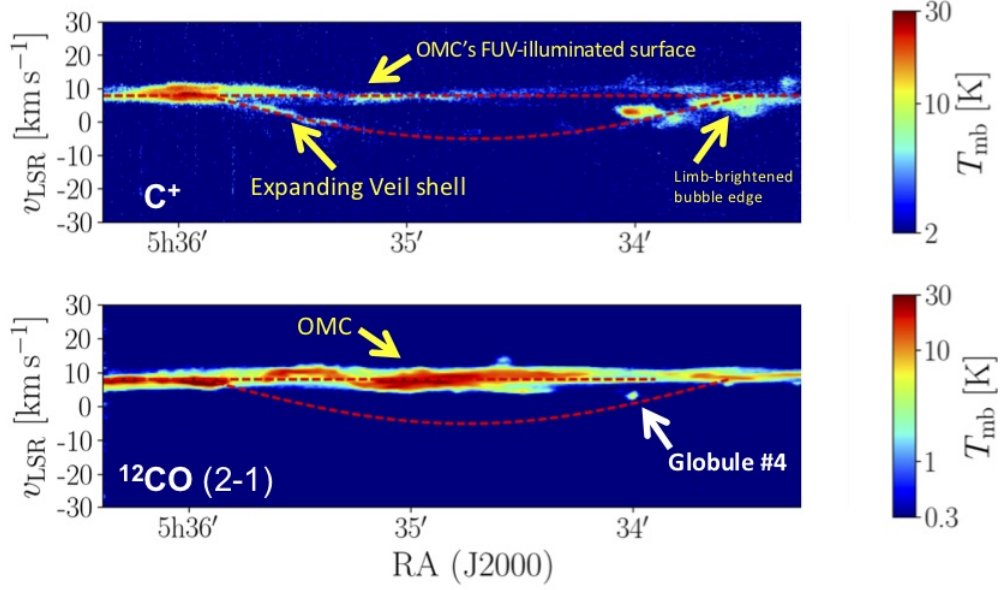 30
20
10
0
-10
-20
-30
v_LSR [km s⁻¹]
OMC's FUV-illuminated surface
Expanding Veil shell
Limb-brightened
bubble edge
C⁺
5h36′
35′
34′
30
10
2
T_mb [K]
30
20
10
0
-10
-20
-30
v_LSR [km s⁻¹]
OMC
Globule #4
¹²CO (2-1)
5h36′
35′
34′
RA (J2000)
30
10
1
0.3
T_mb [K]